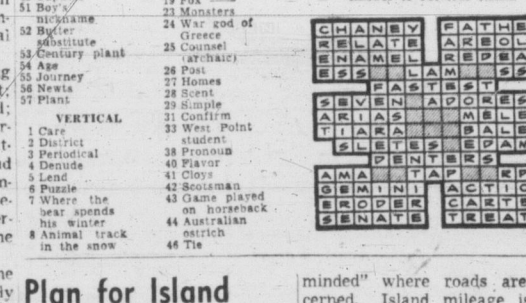 51 Boy's
nickname
52 Butter
substitute
53 Century plant
54 Age
55 Journey
56 Newts
57 Plant
VERTICAL
1 Care
2 District
3 Periodical
4 Denude
5 Lend
6 Puzzle
7 Where the
bear spends
his winter
8 Animal track
in the snow
19 Fox
23 Monsters
24 War god of
Greece
25 Counsel
(archaic)
26 Post
27 Homes
28 Scent
29 Simple
31 Confirm
33 West Point
student
38 Pronoun
40 Flavor
41 Cloys
42 Scotsman
43 Game played
on horseback
44 Australian
ostrich
46 Tie
CHANEY FATHE
RELATE AREOL
ENAMEL REDEA
ESS LAM SS
FASTEST
SEVEN ADORES
ARIAS MELE
TIARA BALE
SLETES EDAM
DENTERS
AMA TAP RD
GEMINI ACTIO
ERODER CARTE
SENATE TREAT
Plan for Island
minded" where roads are
cerned. Island mileage